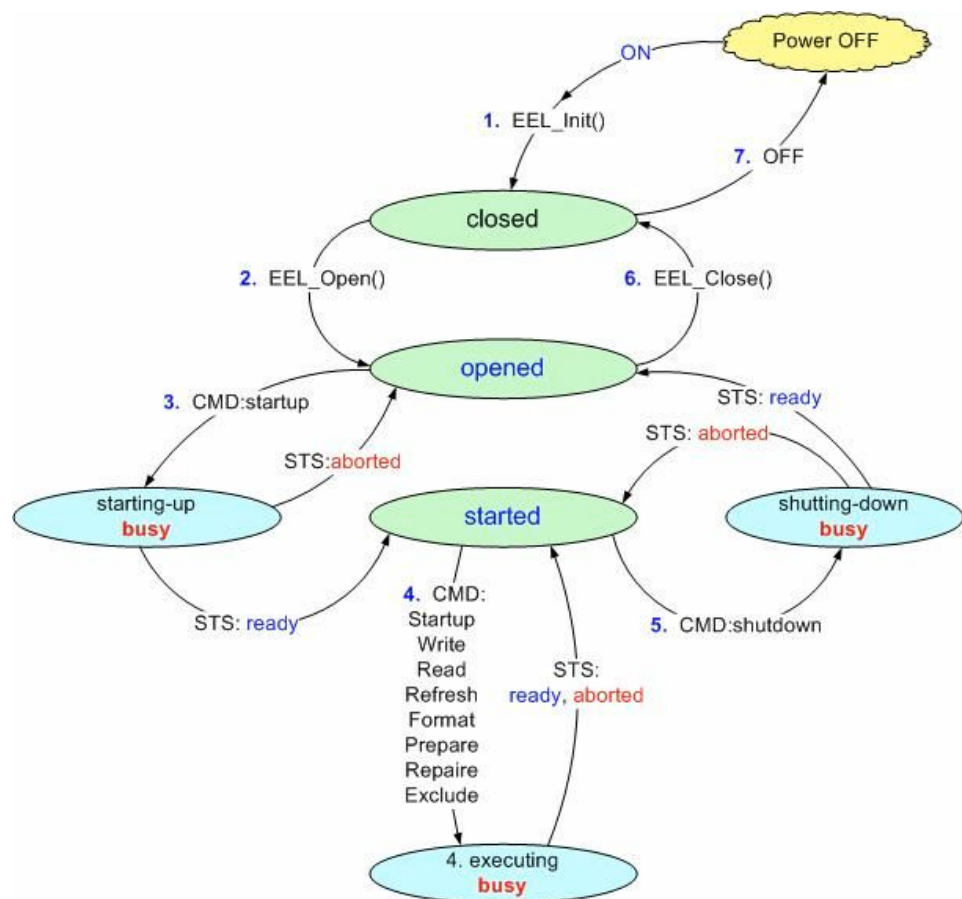 Power OFF
ON
1. EEL_Init()
7. OFF
closed
2. EEL_Open()
6. EEL_Close()
opened
3. CMD:startup
STS: ready
STS: aborted
STS:aborted
starting-up
busy
started
shutting-down
busy
STS: ready
4. CMD:
Startup
Write
Read
Refresh
Format
Prepare
Repaire
Exclude
5. CMD:shutdown
STS:
ready, aborted
4. executing
busy